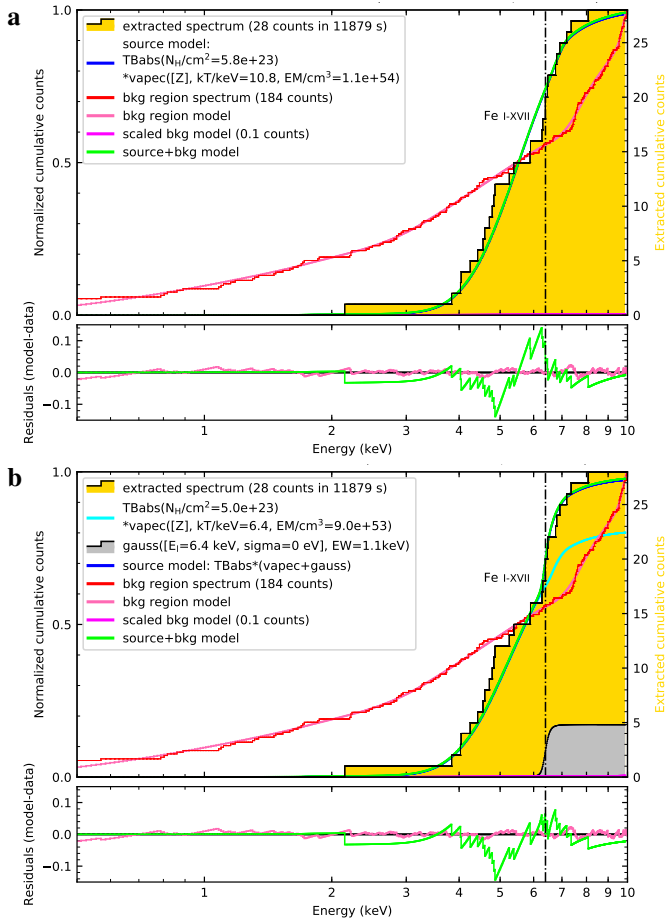 a
extracted spectrum (28 counts in 11879 s)
source model:
TBabs(N_H/cm²=5.8e+23)
*vapec([Z], kT/keV=10.8, EM/cm³=1.1e+54)
bkg region spectrum (184 counts)
bkg region model
scaled bkg model (0.1 counts)
source+bkg model
Fe I-XVII
Normalized cumulative counts
1.0
0.5
0.0
25
20
15
10
5
0
Extracted cumulative counts
Residuals (model-data)
0.1
0.0
−0.1
1 2 3 4 5 6 7 8 9 10
Energy (keV)
b
extracted spectrum (28 counts in 11879 s)
TBabs(N_H/cm²=5.0e+23)
*vapec([Z], kT/keV=6.4, EM/cm³=9.0e+53)
gauss([E_l=6.4 keV, sigma=0 eV], EW=1.1keV)
source model: TBabs*(vapec+gauss)
bkg region spectrum (184 counts)
bkg region model
scaled bkg model (0.1 counts)
source+bkg model
Fe I-XVII
Normalized cumulative counts
1.0
0.5
0.0
25
20
15
10
5
0
Extracted cumulative counts
Residuals (model-data)
0.1
0.0
−0.1
1 2 3 4 5 6 7 8 9 10
Energy (keV)